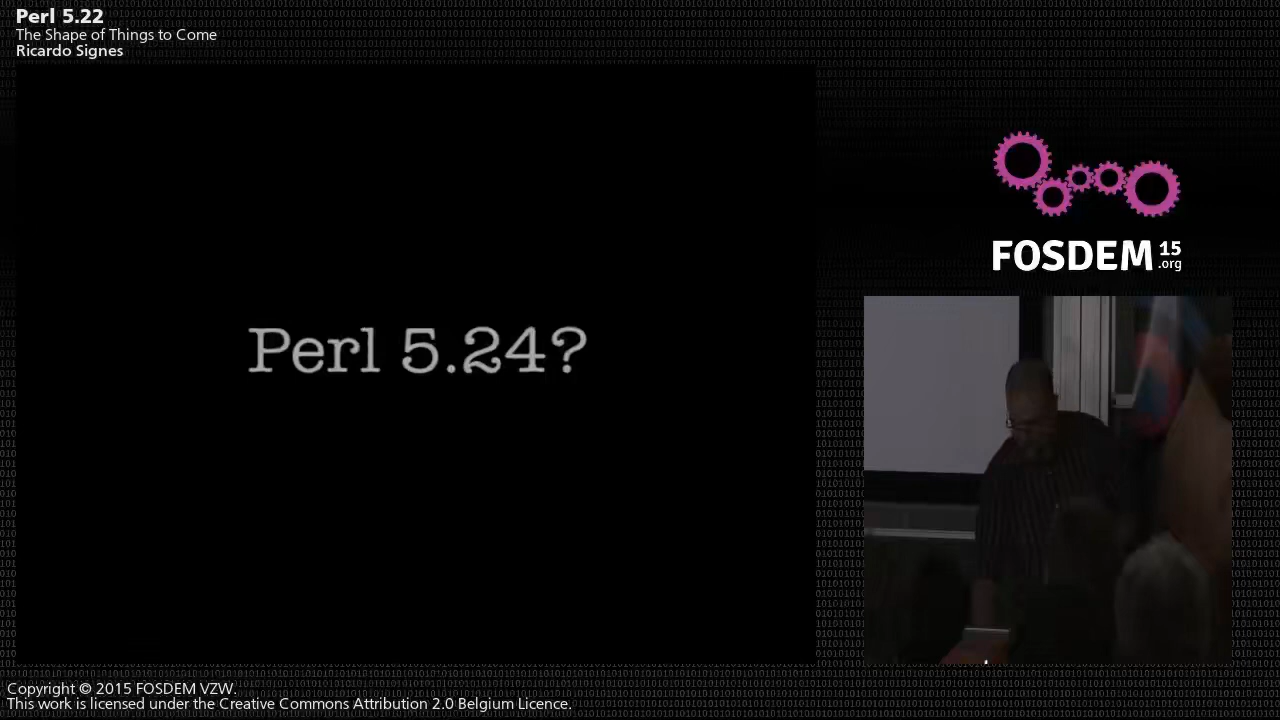 Perl 5.22
The Shape of Things to Come
Ricardo Signes
Perl 5.24?
FOSDEM 15
.org
Copyright © 2015 FOSDEM VZW.
This work is licensed under the Creative Commons Attribution 2.0 Belgium Licence.